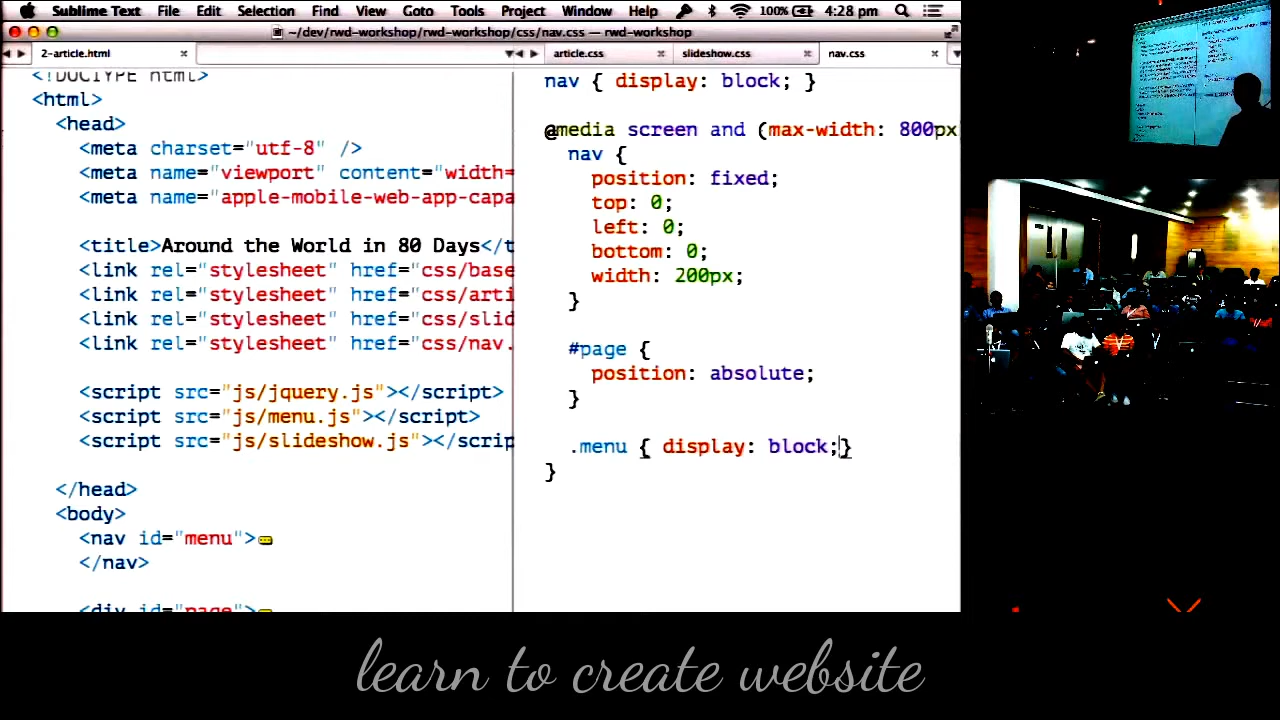 Sublime Text File Edit Selection Find View Goto Tools Project Window Help 100% 4:28 pm
~/dev/rwd-workshop/rwd-workshop/css/nav.css — rwd-workshop
2-article.html
<!DOCTYPE html>
<html>
<head>
<meta charset="utf-8" />
<meta name="viewport" content="width=
<meta name="apple-mobile-web-app-capa
<title>Around the World in 80 Days</t
<link rel="stylesheet" href="css/base
<link rel="stylesheet" href="css/arti
<link rel="stylesheet" href="css/slid
<link rel="stylesheet" href="css/nav.
<script src="js/jquery.js"></script>
<script src="js/menu.js"></script>
<script src="js/slideshow.js"></scrip
</head>
<body>
<nav id="menu">
</nav>
<div id="page">
article.css slideshow.css nav.css
nav { display: block; }
@media screen and (max-width: 800px
nav {
position: fixed;
top: 0;
left: 0;
bottom: 0;
width: 200px;
}
#page {
position: absolute;
}
.menu { display: block;}
}
learn to create website